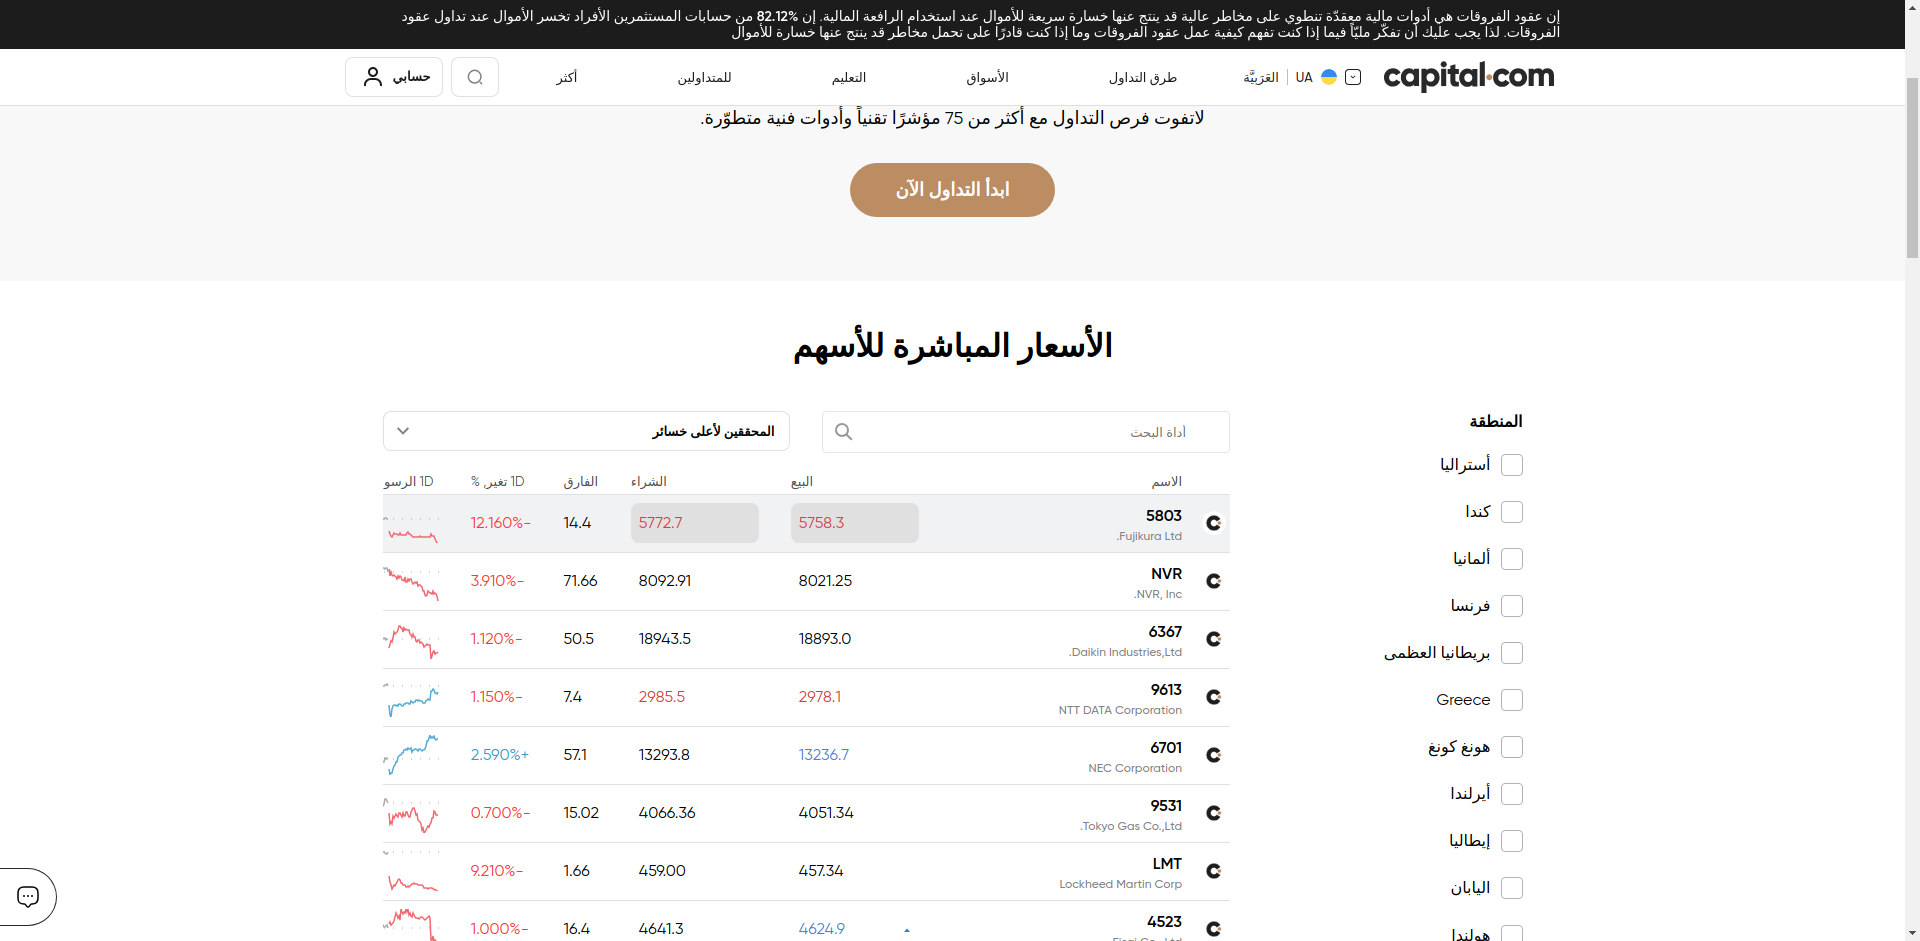 إن عقود الفروقات هي أدوات مالية معقدّة تنطوي على مخاطر عالية قد ينتج عنها خسارة سريعة للأموال عند استخدام الرافعة المالية. إن 82.12% من حسابات المستثمرين الأفراد تخسر الأموال عند تداول عقود
الفروقات. لذا يجب عليك أن تفكّر مليّاً فيما إذا كنت تفهم كيفية عمل عقود الفروقات وما إذا كنت قادرًا على تحمل مخاطر قد ينتج عنها خسارة للأموال
capital.com
UA العَرَبِيَّة
طرق التداول
الأسواق
التعليم
للمتداولين
أكثر
حسابي
لاتفوت فرص التداول مع أكثر من 75 مؤشرًا تقنياً وأدوات فنية متطوّرة.
ابدأ التداول الآن
الأسعار المباشرة للأسهم
المنطقة
أستراليا
كندا
ألمانيا
فرنسا
بريطانيا العظمى
Greece
هونغ كونغ
أيرلندا
إيطاليا
اليابان
هولندا
أداة البحث
المحققين لأعلى خسائر
الاسم البيع الشراء الفارق 1D تغير, % 1D الرسو
5803 5758.3 5772.7 14.4 12.160%-
Fujikura Ltd.
NVR 8021.25 8092.91 71.66 3.910%-
NVR, Inc.
6367 18893.0 18943.5 50.5 1.120%-
Daikin Industries,Ltd.
9613 2978.1 2985.5 7.4 1.150%-
NTT DATA Corporation
6701 13236.7 13293.8 57.1 2.590%+
NEC Corporation
9531 4051.34 4066.36 15.02 0.700%-
Tokyo Gas Co.,Ltd.
LMT 457.34 459.00 1.66 9.210%-
Lockheed Martin Corp
4523 4624.9 4641.3 16.4 1.000%-